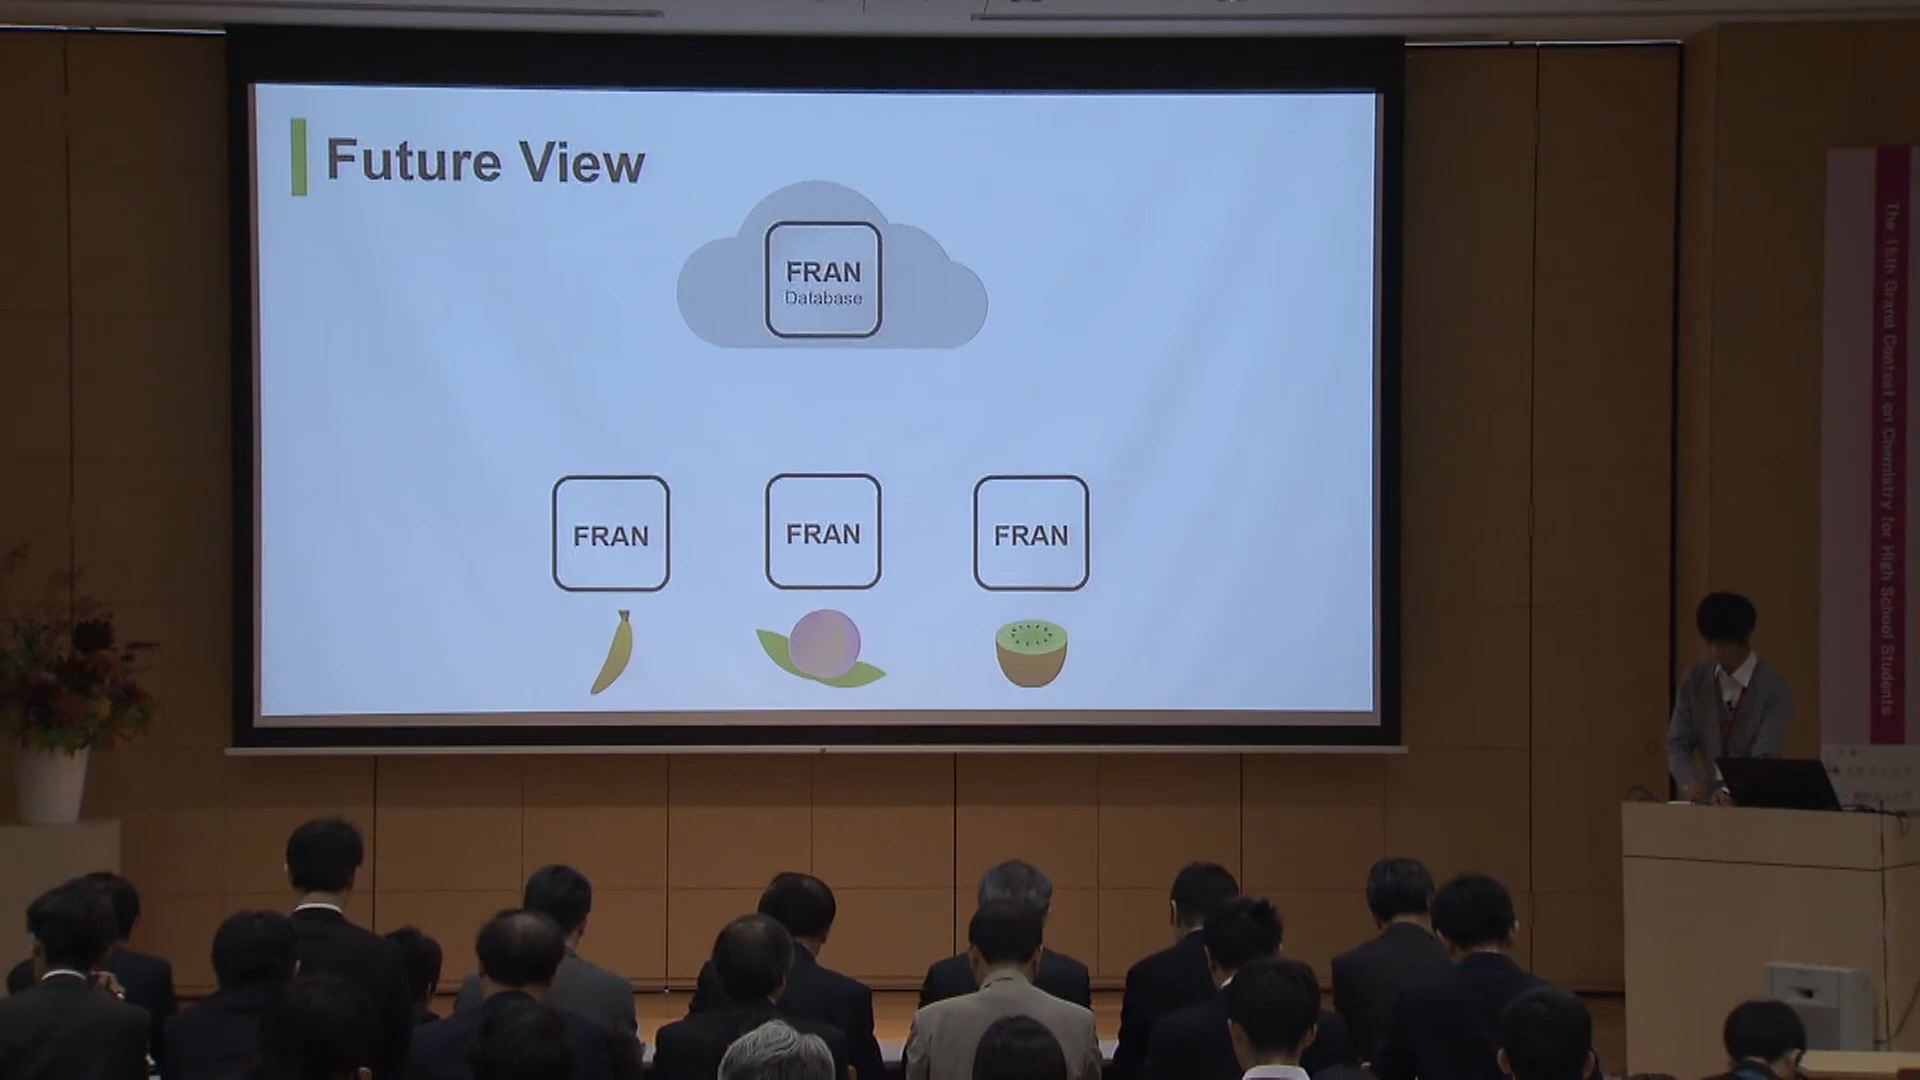 Future View
FRAN
Database
FRAN
FRAN
FRAN
The 15th Grand Contest on Chemistry for High School Students